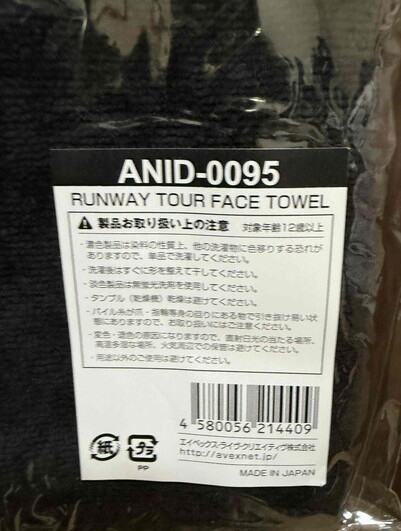 ANID-0095
RUNWAY TOUR FACE TOWEL
製品お取り扱い上の注意 対象年齢12歳以上
・濃色製品は染料の性質上、他の洗濯物に色移りする恐れが
ありますので、単品で洗濯してください。
・洗濯後はすぐに形を整えて干してください。
・淡色製品は無蛍光洗剤を使用してください。
・タンブル(乾燥機)乾燥は避けてください。
・パイル糸が爪・指輪等身の回りにある物で引き抜け易い状
態にありますので、お取り扱いにはご注意ください。
・変色・退色の原因になりますので、直射日光の当たる場所、
高温多湿な場所、火気周辺での保管は避けてください。
・用途以外のご使用は避けてください。
4 580056 214409
紙 プラ
PP
エイベックス・ライヴ・クリエイティヴ株式会社
http://avexnet.jp/
MADE IN JAPAN